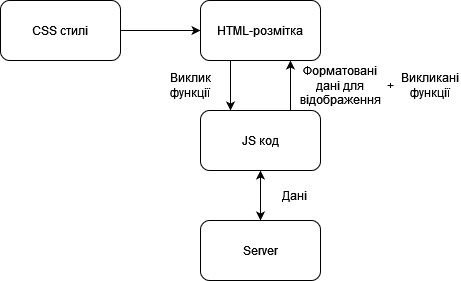 CSS стилі
HTML-розмітка
Виклик
функції
Форматовані
дані для
відображення
+
Викликані
функції
JS код
Дані
Server